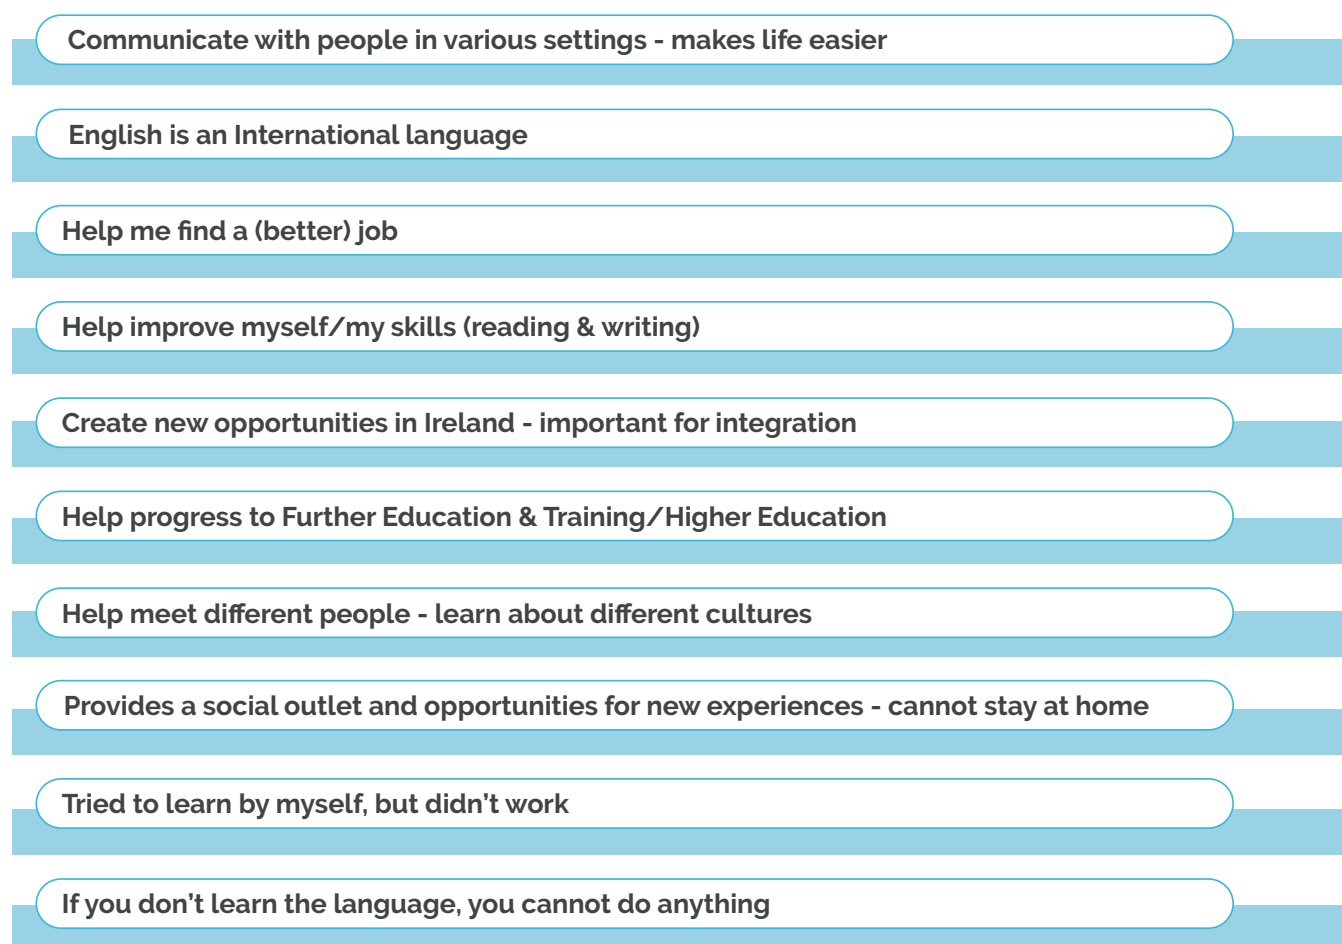 Communicate with people in various settings - makes life easier
English is an International language
Help me find a (better) job
Help improve myself/my skills (reading & writing)
Create new opportunities in Ireland - important for integration
Help progress to Further Education & Training/Higher Education
Help meet different people - learn about different cultures
Provides a social outlet and opportunities for new experiences - cannot stay at home
Tried to learn by myself, but didn't work
If you don't learn the language, you cannot do anything